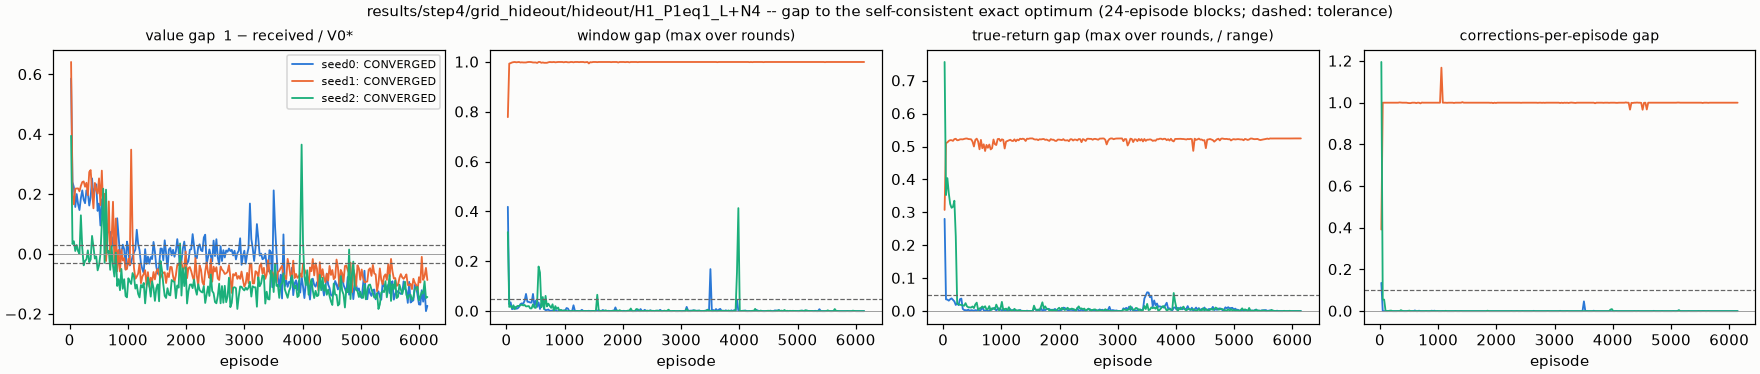 results/step4/grid_hideout/hideout/H1_P1eq1_L+N4 -- gap to the self-consistent exact optimum (24-episode blocks; dashed: tolerance)
value gap 1 − received / V0*
window gap (max over rounds)
true-return gap (max over rounds, / range)
corrections-per-episode gap
seed0: CONVERGED
seed1: CONVERGED
seed2: CONVERGED
0.6
0.4
0.2
0.0
−0.2
0 1000 2000 3000 4000 5000 6000
episode
1.0
0.8
0.6
0.4
0.2
0.0
0 1000 2000 3000 4000 5000 6000
episode
0.7
0.6
0.5
0.4
0.3
0.2
0.1
0.0
0 1000 2000 3000 4000 5000 6000
episode
1.2
1.0
0.8
0.6
0.4
0.2
0.0
0 1000 2000 3000 4000 5000 6000
episode